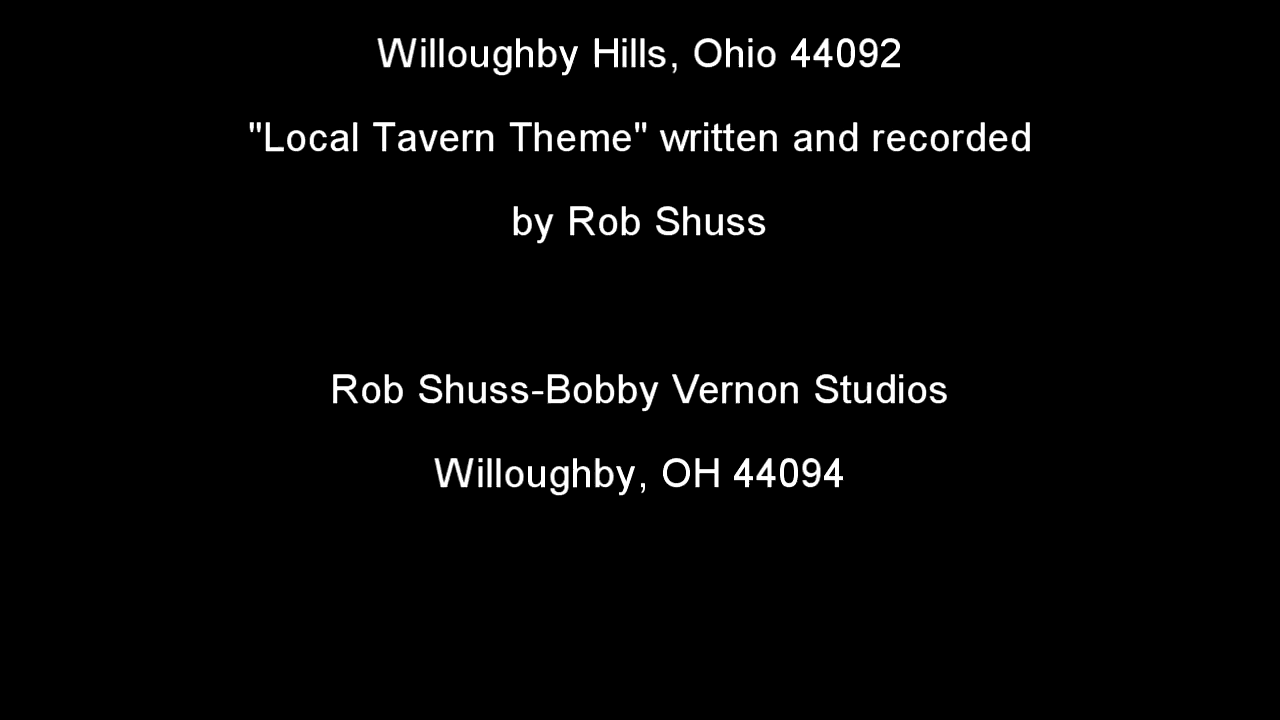 Willoughby Hills, Ohio 44092
"Local Tavern Theme" written and recorded
by Rob Shuss
Rob Shuss-Bobby Vernon Studios
Willoughby, OH 44094